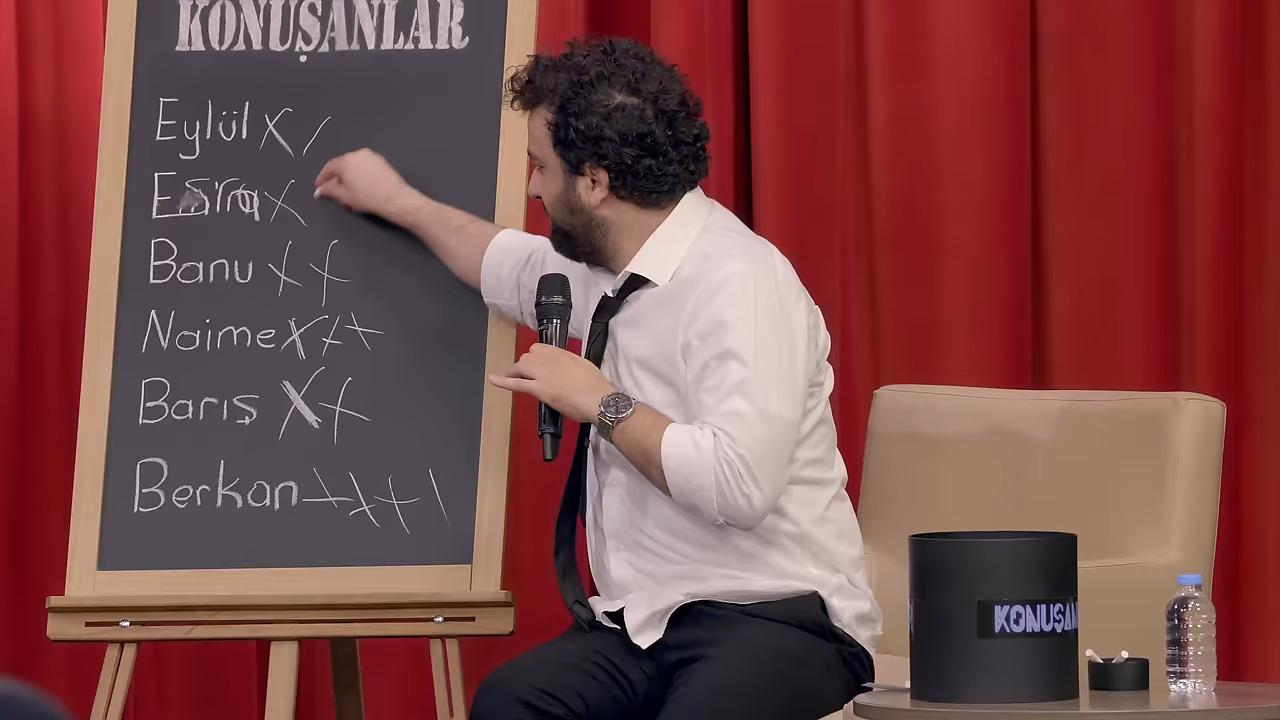 KONUŞANLAR
Eylül X /
Esra X
Banu X X
Naime X X X
Barış X X
Berkan X X X \
KONUŞAN